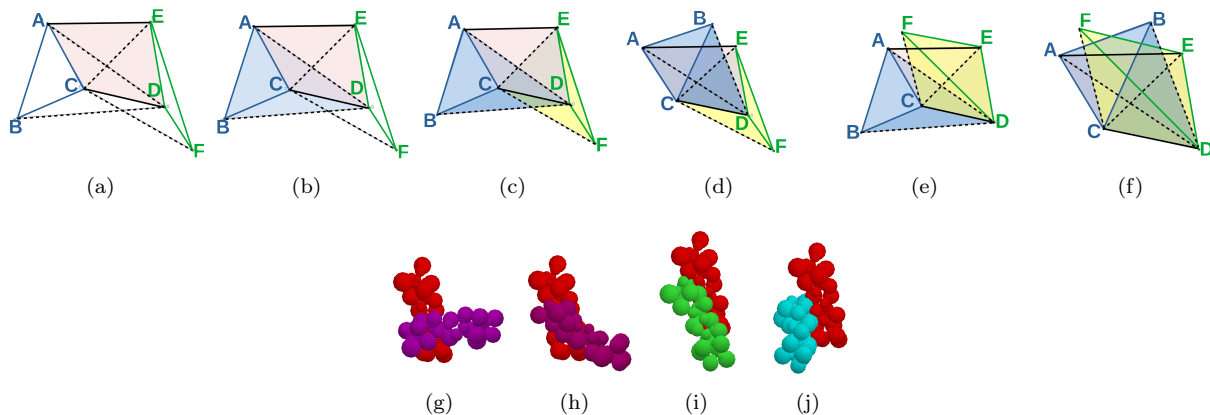 A E C D B F
A E C D B F
A E C D B F
B A E C D F
F A E C D B
F B A E C D
(a) (b) (c) (d) (e) (f)
(g) (h) (i) (j)